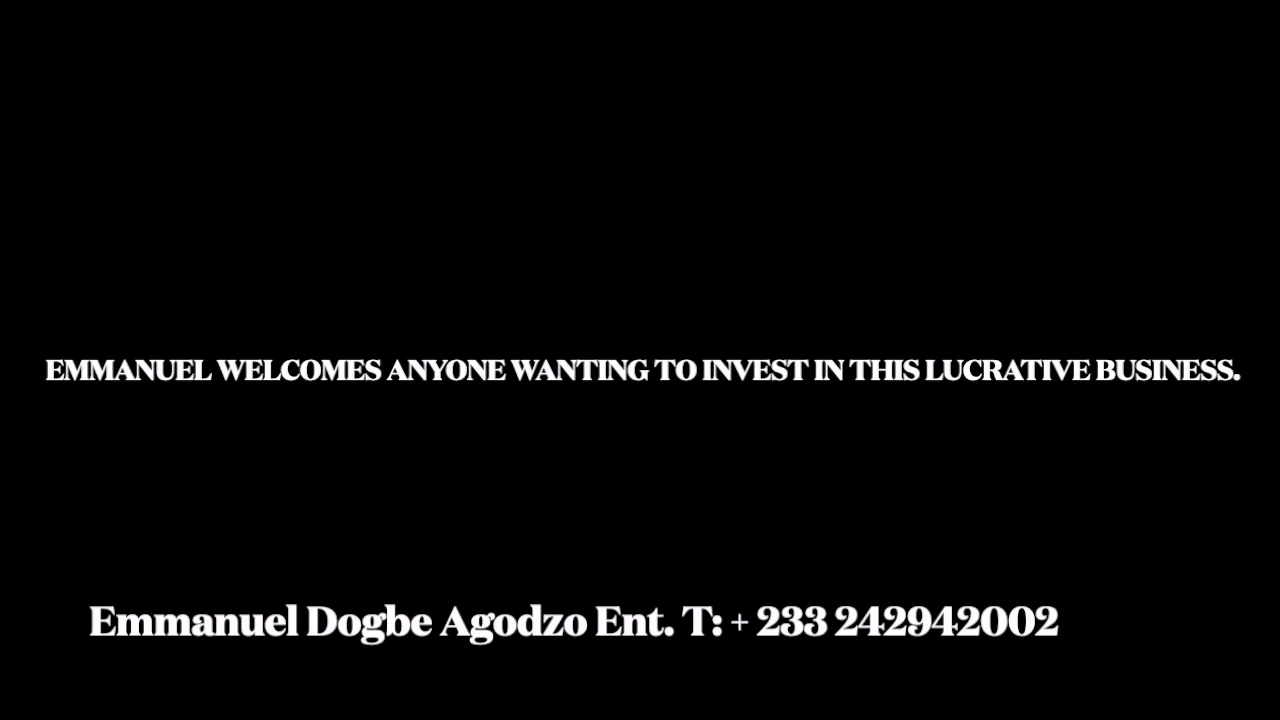 EMMANUEL WELCOMES ANYONE WANTING TO INVEST IN THIS LUCRATIVE BUSINESS.
Emmanuel Dogbe Agodzo Ent. T: + 233 242942002